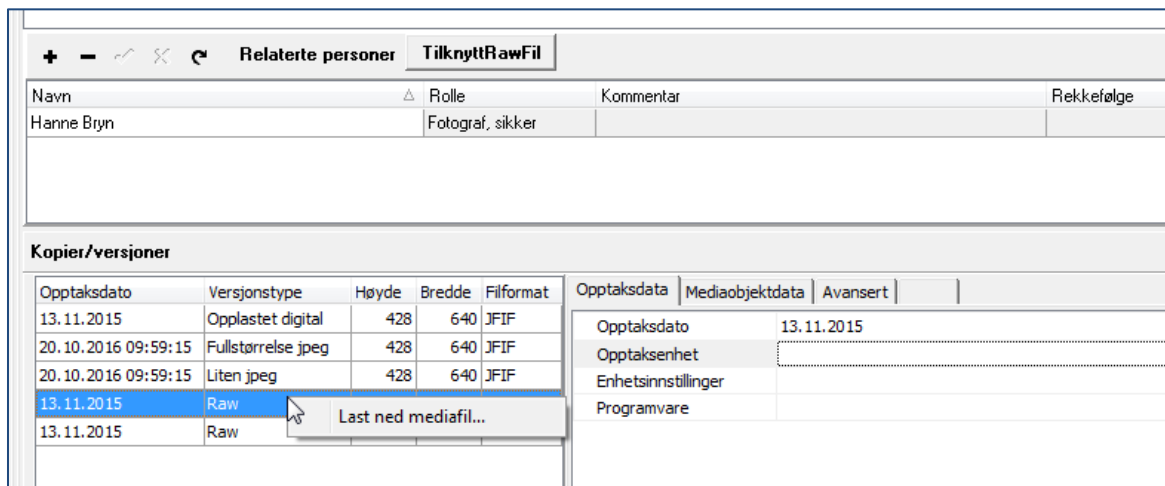 Relaterte personer TilknyttRawFil
Navn Rolle Kommentar Rekkefølge
Hanne Bryn Fotograf, sikker
Kopier/versjoner
Opptaksdato Versjonstype Høyde Bredde Filformat
13.11.2015 Opplastet digital 428 640 JFIF
20.10.2016 09:59:15 Fullstørrelse jpeg 428 640 JFIF
20.10.2016 09:59:15 Liten jpeg 428 640 JFIF
13.11.2015 Raw
13.11.2015 Raw
Last ned mediafil...
Opptaksdata Mediaobjektdata Avansert
Opptaksdato 13.11.2015
Opptaksenhet
Enhetsinnstillinger
Programvare